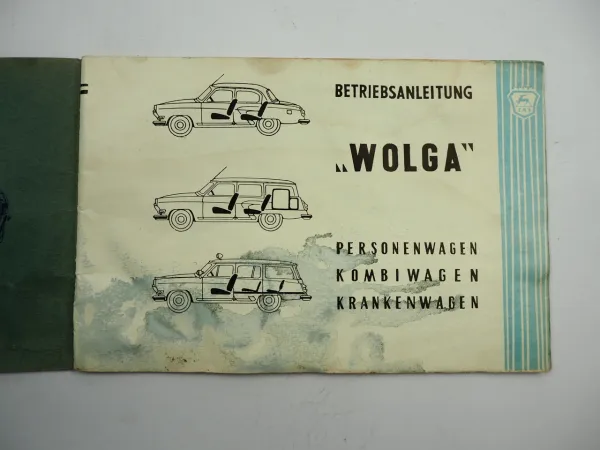 BETRIEBSANLEITUNG
„WOLGA"
PERSONENWAGEN
KOMBIWAGEN
KRANKENWAGEN